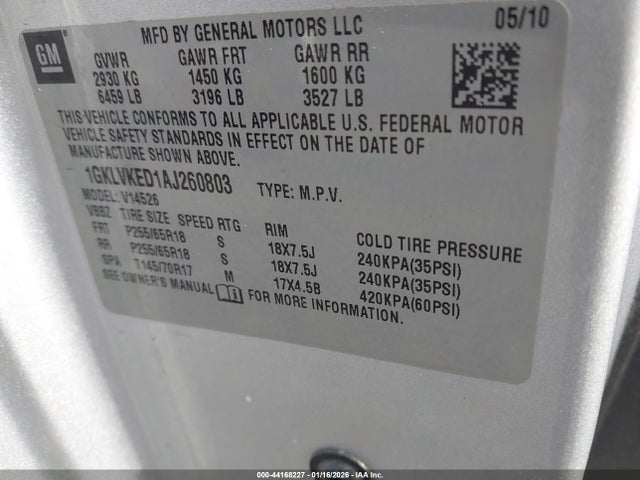 GM
MFD BY GENERAL MOTORS LLC 05/10
GVWR GAWR FRT GAWR RR
2930 KG 1450 KG 1600 KG
6459 LB 3196 LB 3527 LB
THIS VEHICLE CONFORMS TO ALL APPLICABLE U.S. FEDERAL MOTOR
VEHICLE SAFETY STANDARDS IN EFFECT ON THE DATE OF
MANUFACTURE SHOWN ABOVE.
1GKLVKED1AJ260803 TYPE: M.P.V.
MODEL: V14526
VBBZ TIRE SIZE SPEED RTG RIM COLD TIRE PRESSURE
FRT P255/65R18 S 18X7.5J 240KPA(35PSI)
RR P255/65R18 S 18X7.5J 240KPA(35PSI)
SPA T145/70R17 M 17X4.5B 420KPA(60PSI)
SEE OWNER'S MANUAL FOR MORE INFORMATION.
000-44168227 - 01/16/2026 - IAA Inc.